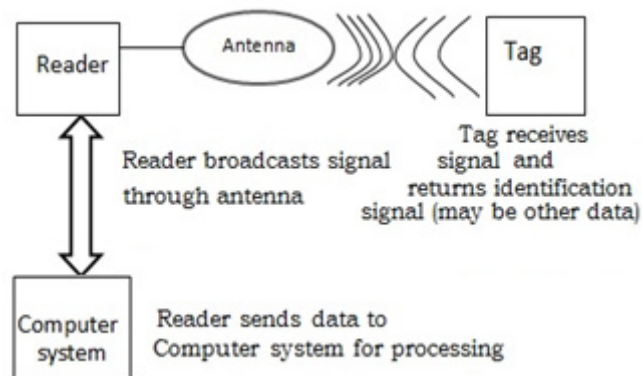 Reader
Antenna
Tag
Reader broadcasts signal
through antenna
Tag receives
signal and
returns identification
signal (may be other data)
Computer
system
Reader sends data to
Computer system for processing